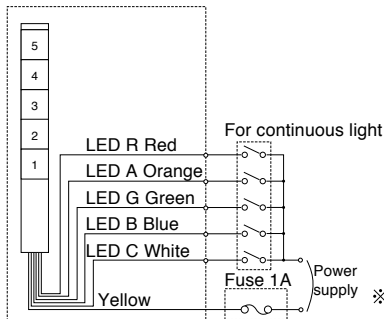 5
4
3
2
1
For continuous light
LED R Red
LED A Orange
LED G Green
LED B Blue
LED C White
Fuse 1A
Yellow
Power
supply
※